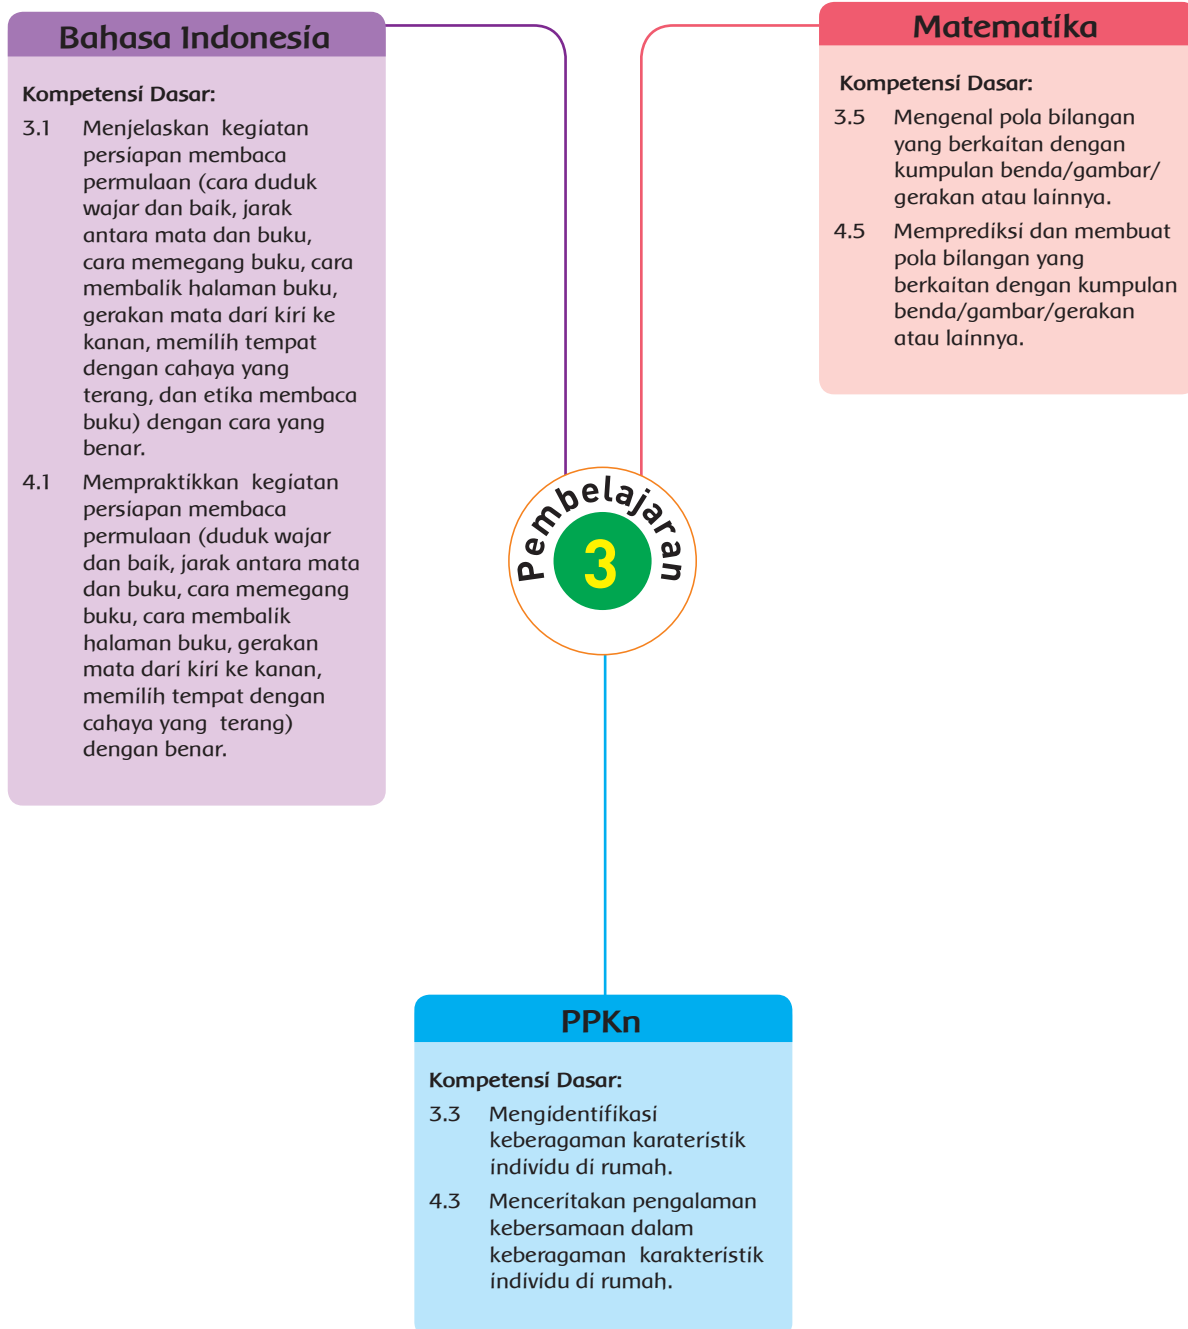 Bahasa Indonesia
Kompetensi Dasar:
3.1 Menjelaskan kegiatan
persiapan membaca
permulaan (cara duduk
wajar dan baik, jarak
antara mata dan buku,
cara memegang buku, cara
membalik halaman buku,
gerakan mata dari kiri ke
kanan, memilih tempat
dengan cahaya yang
terang, dan etika membaca
buku) dengan cara yang
benar.
4.1 Mempraktikkan kegiatan
persiapan membaca
permulaan (duduk wajar
dan baik, jarak antara mata
dan buku, cara memegang
buku, cara membalik
halaman buku, gerakan
mata dari kiri ke kanan,
memilih tempat dengan
cahaya yang terang)
dengan benar.
Matematika
Kompetensi Dasar:
3.5 Mengenal pola bilangan
yang berkaitan dengan
kumpulan benda/gambar/
gerakan atau lainnya.
4.5 Memprediksi dan membuat
pola bilangan yang
berkaitan dengan kumpulan
benda/gambar/gerakan
atau lainnya.
Pembelajaran
3
PPKn
Kompetensi Dasar:
3.3 Mengidentifikasi
keberagaman karateristik
individu di rumah.
4.3 Menceritakan pengalaman
kebersamaan dalam
keberagaman karakteristik
individu di rumah.